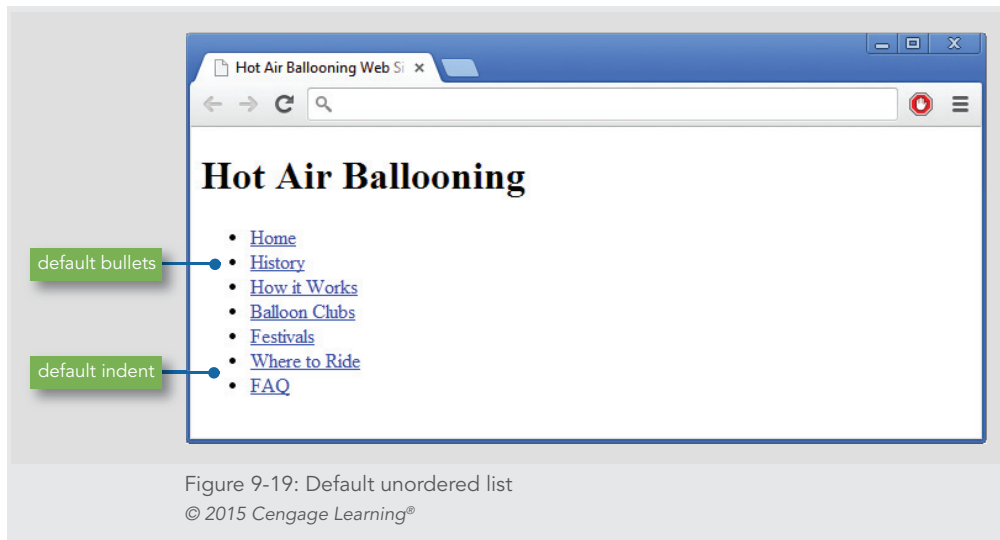 Hot Air Ballooning Web Si
Hot Air Ballooning
Home
History
default bullets
How it Works
Balloon Clubs
Festivals
Where to Ride
default indent
FAQ
Figure 9-19: Default unordered list
© 2015 Cengage Learning®